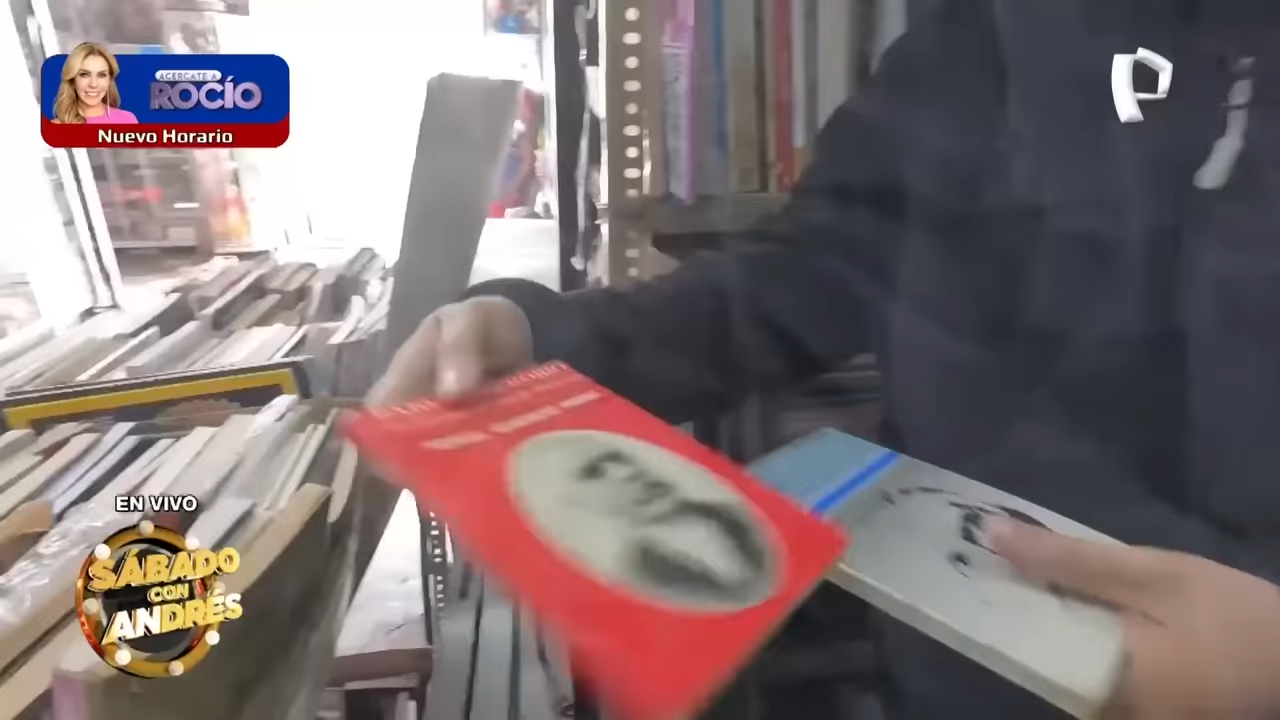 ACÉRCATE A
ROCÍO
Nuevo Horario
EN VIVO
SÁBADO
CON
ANDRÉS